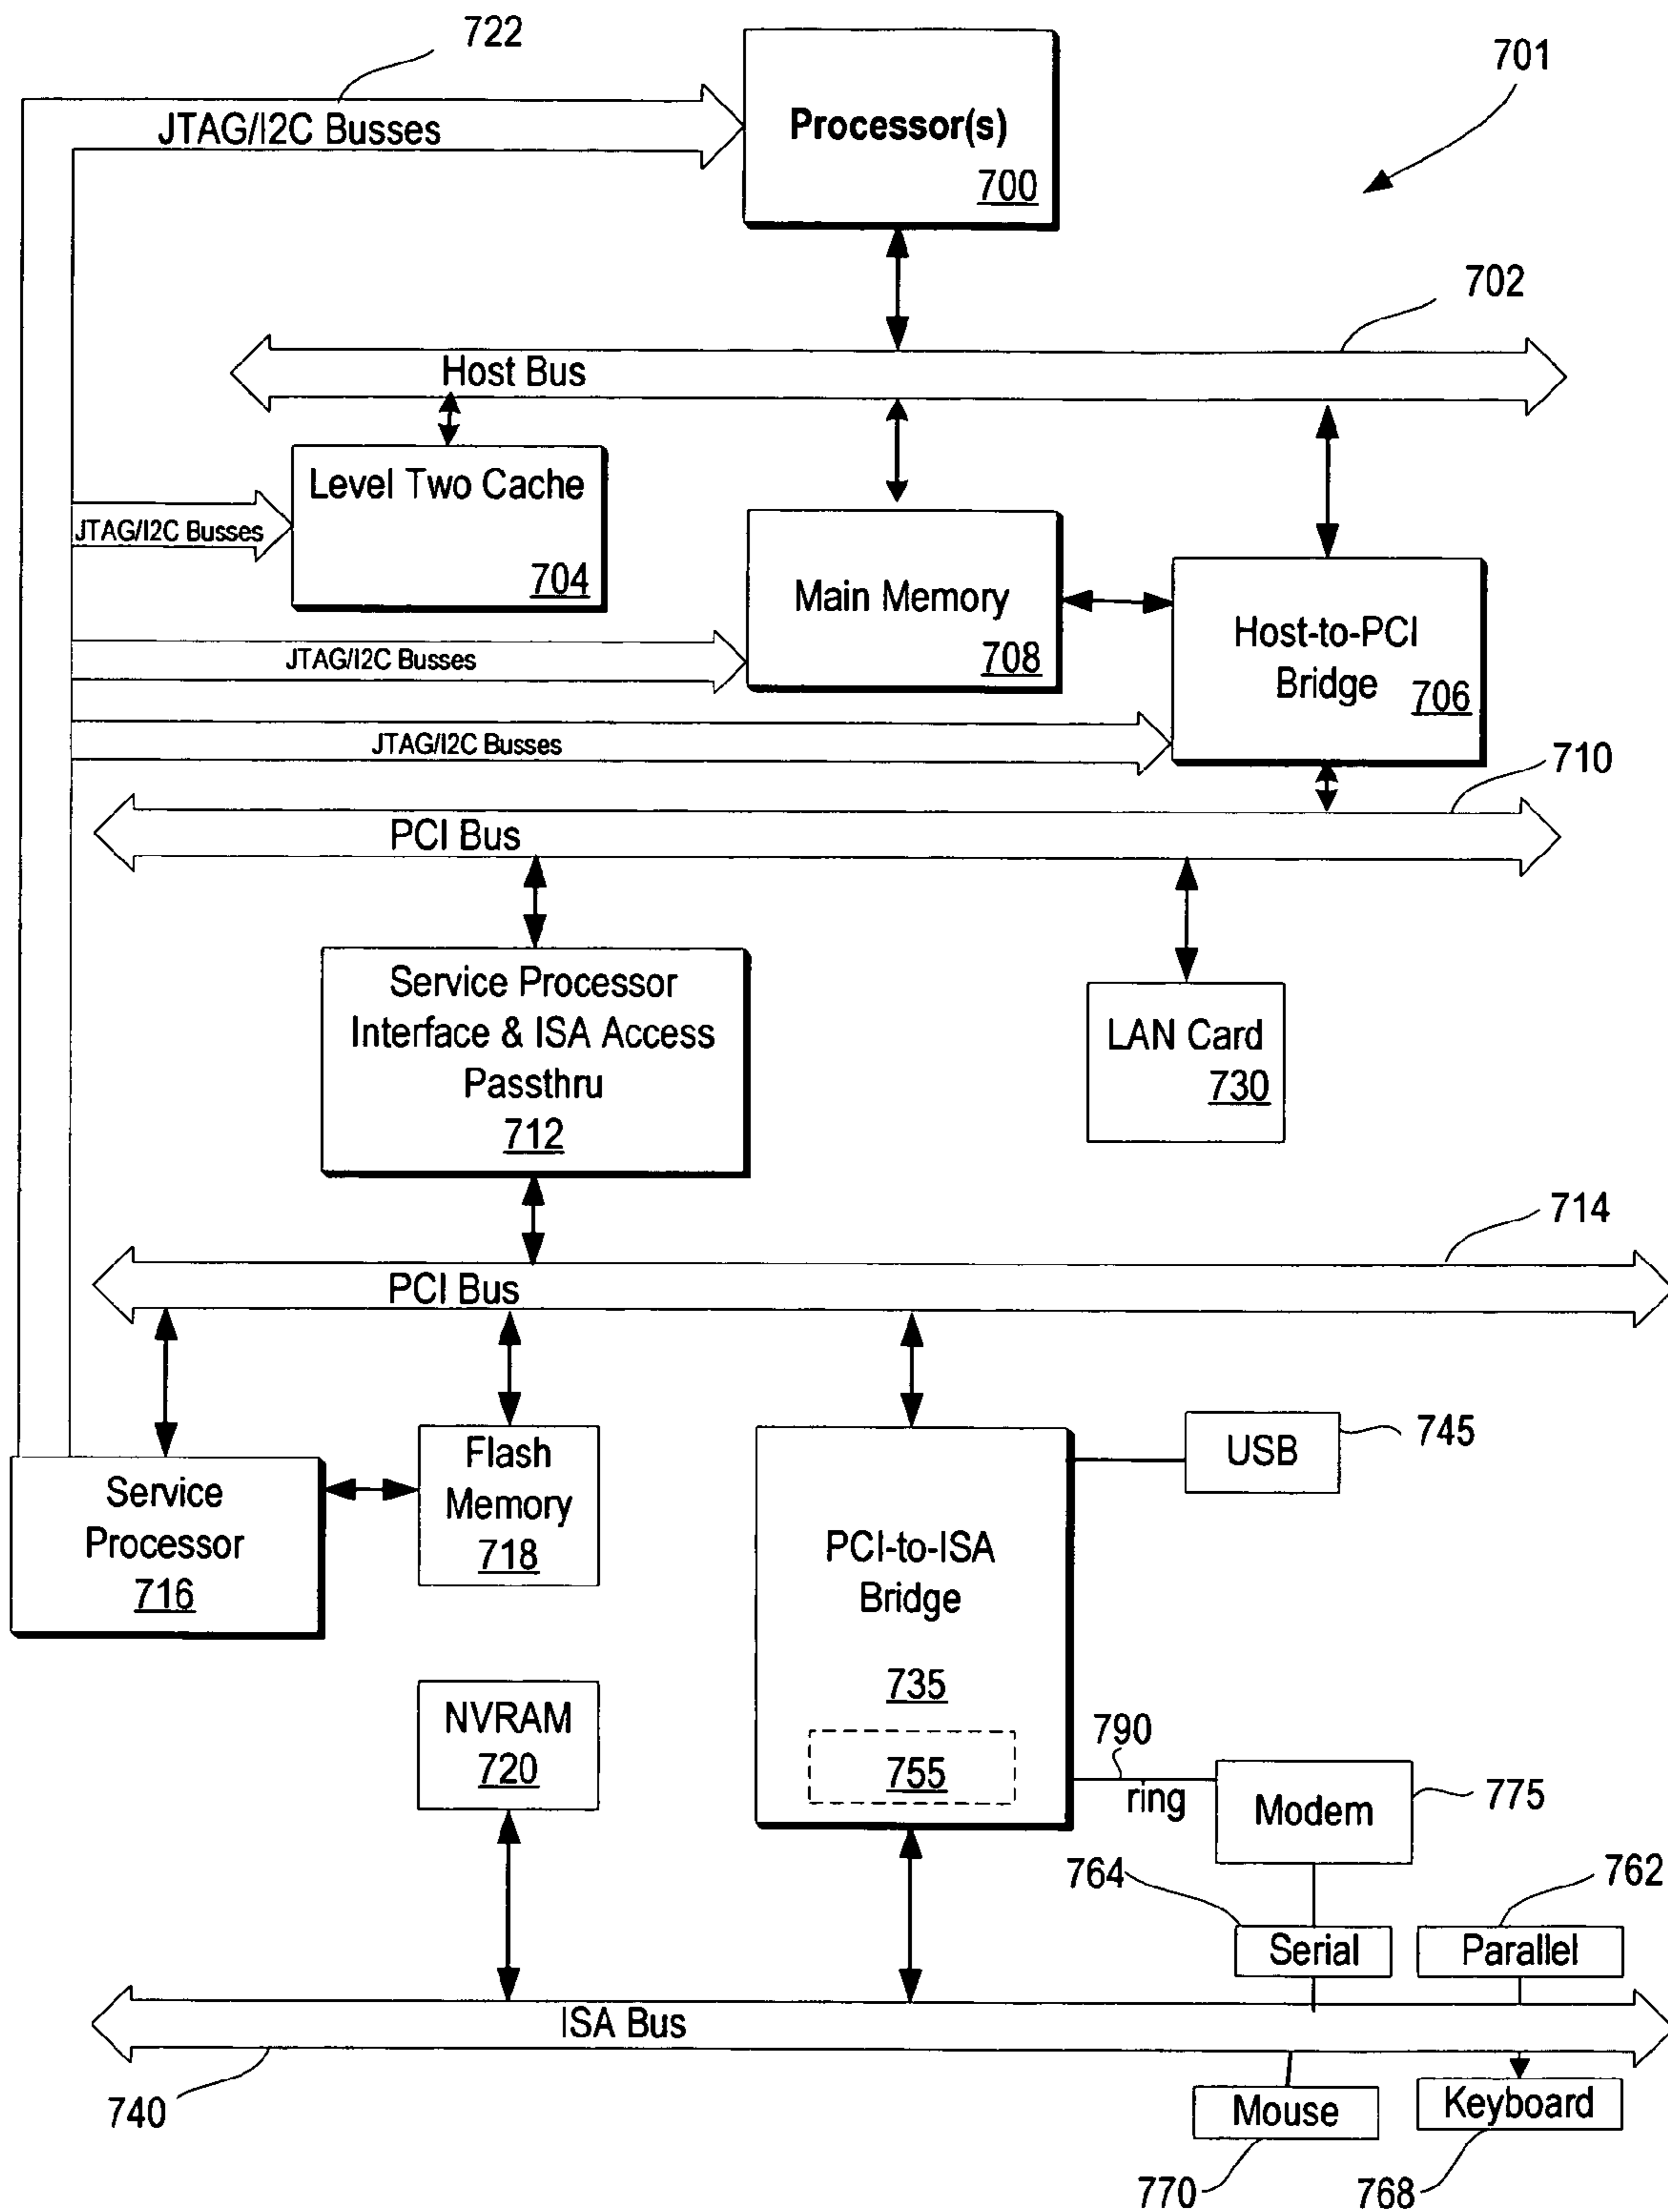 722
701
JTAG/I2C Busses
Processor(s)
700
702
Host Bus
Level Two Cache
704
JTAG/I2C Busses
Main Memory
708
Host-to-PCI
Bridge
706
JTAG/I2C Busses
JTAG/I2C Busses
710
PCI Bus
Service Processor
Interface & ISA Access
Passthru
712
LAN Card
730
714
PCI Bus
Service
Processor
716
Flash
Memory
718
PCI-to-ISA
Bridge
735
755
USB
745
NVRAM
720
790
ring
Modem
775
764
762
Serial
Parallel
ISA Bus
740
Mouse
Keyboard
770
768